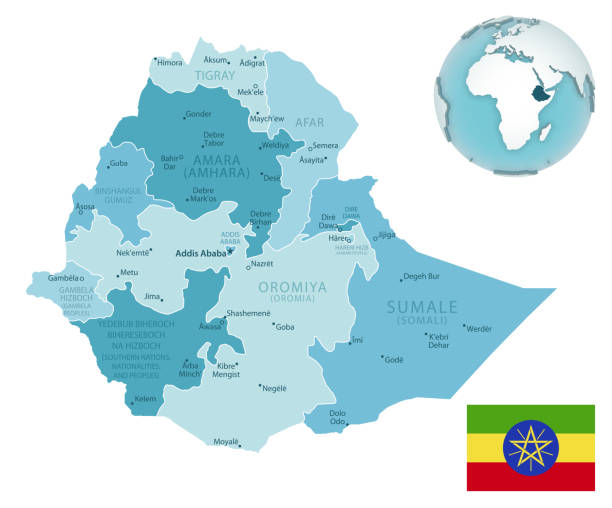 Himora
Āksum
Ādigrat
TIGRAY
Mek'ele
Maych'ew
AFAR
Gonder
Debre
Tabor
Weldiya
Semera
Āsayita
Bahir
Dar
AMARA
(AMHARA)
Desē
Guba
BINSHANGUL
GUMUZ
Āsosa
Debre
Mark'os
Debre
Birhan
DIRE
DAWA
Dirē
Dawa
Hārer
HARERI HIZB
Jijiga
ADDIS
ABABA
Addis Ababa
Nek'emtē
Nazrēt
Metu
Degeh Bur
Gambēla
GAMBELA
HIZBOCH
(GAMBELA
PEOPLES)
Jima
OROMIYA
(OROMIA)
SUMALE
(SOMALI)
Shashemenē
Āwasa
Goba
Werdēr
K'ebrī
Dehar
YEDEBUB BIHEROCH
BIHERESEBOCH
NA HIZBOCH
(SOUTHERN NATIONS,
NATIONALITIES,
AND PEOPLES)
Īmī
Godē
Ārba
Minch'
Kibre
Mengist
Negēlē
Kelem
Dolo
Odo
Moyalē